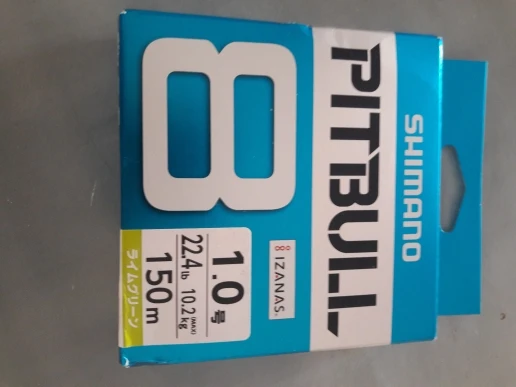 SHIMANO
PITBULL
8
IZANAS
1.0号
22.4lb 10.2kg (MAX)
150m
ライムグリーン